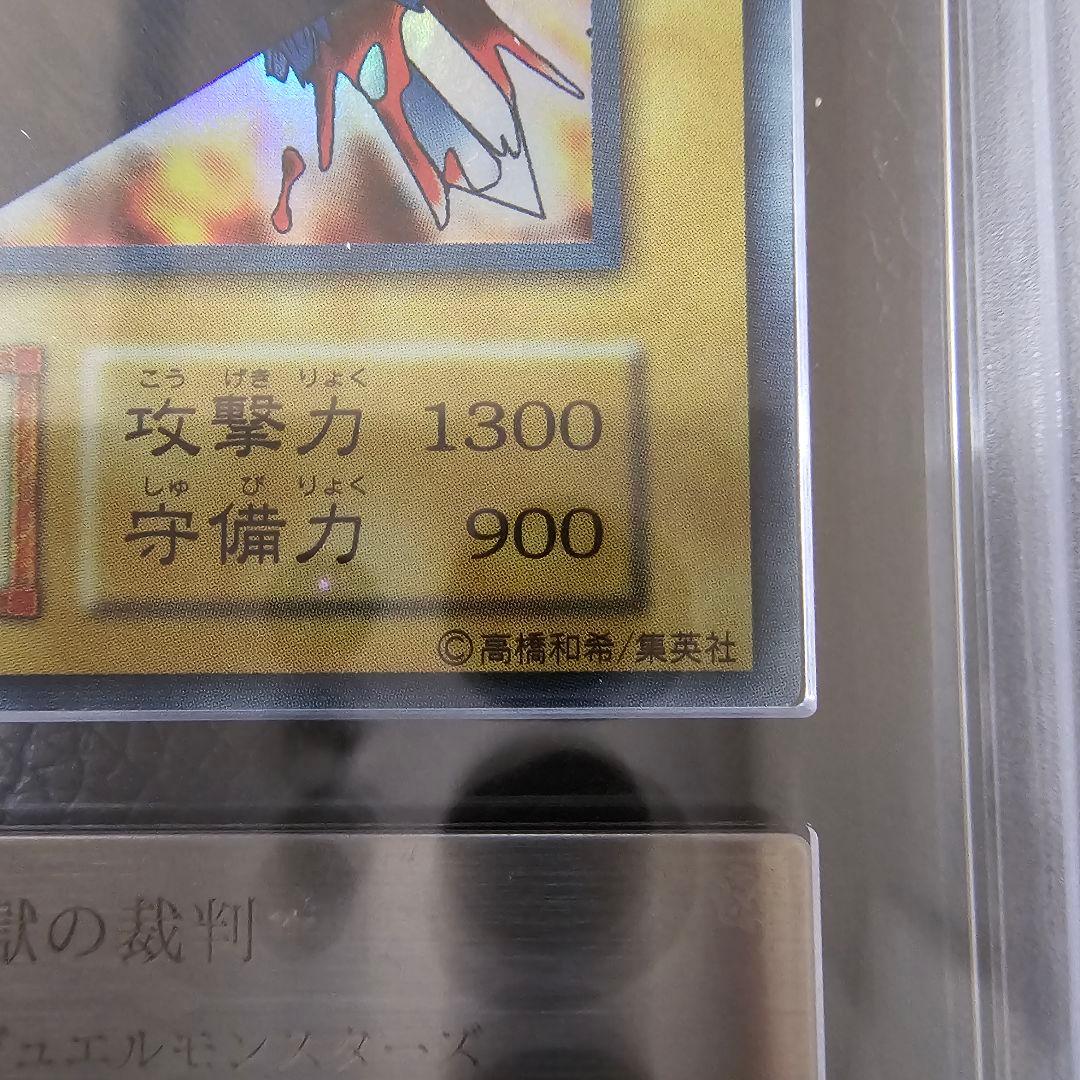 こう げき りょく
攻撃力 1300
しゅ び りょく
守備力 900
©高橋和希/集英社
獄の裁判
デュエルモンスターズ